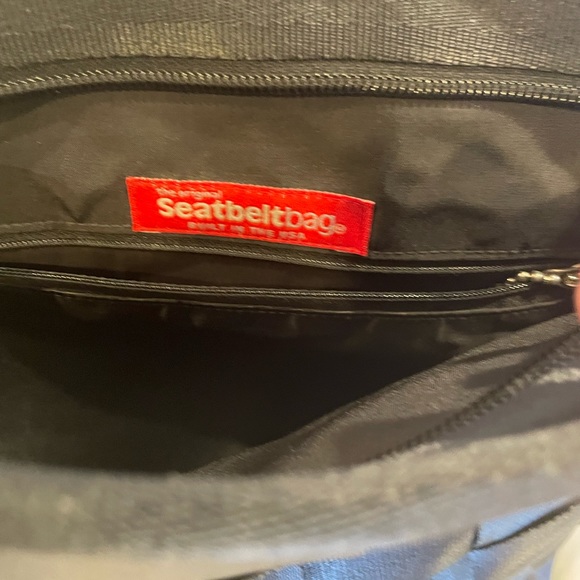 the original
Seatbeltbag®
BUILT IN THE USA